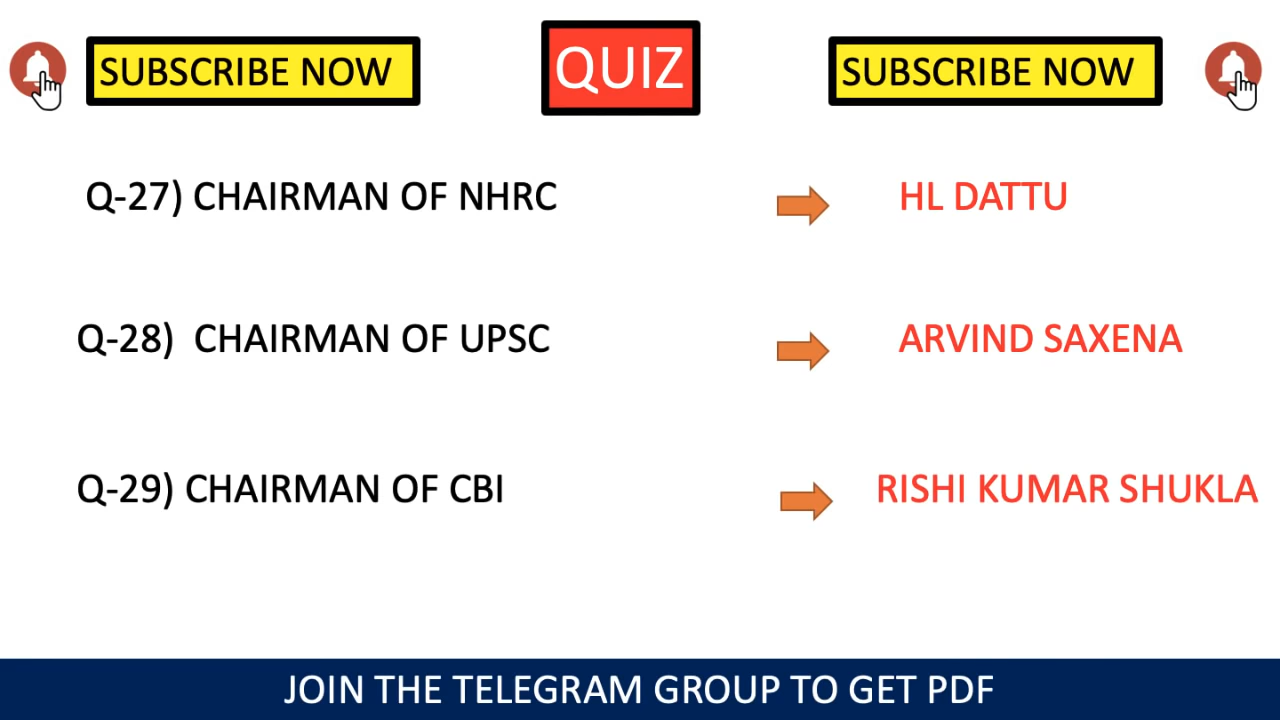 SUBSCRIBE NOW
QUIZ
SUBSCRIBE NOW
Q-27) CHAIRMAN OF NHRC HL DATTU
Q-28) CHAIRMAN OF UPSC ARVIND SAXENA
Q-29) CHAIRMAN OF CBI RISHI KUMAR SHUKLA
JOIN THE TELEGRAM GROUP TO GET PDF